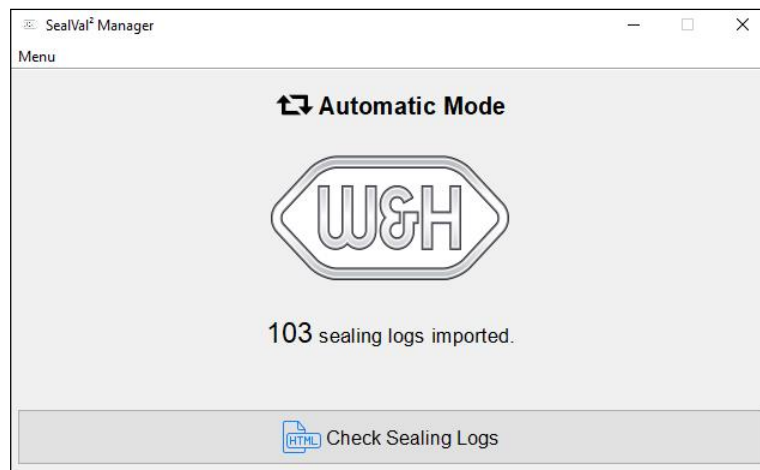 SealVal² Manager
Menu
Automatic Mode
W&H
103 sealing logs imported.
HTML Check Sealing Logs